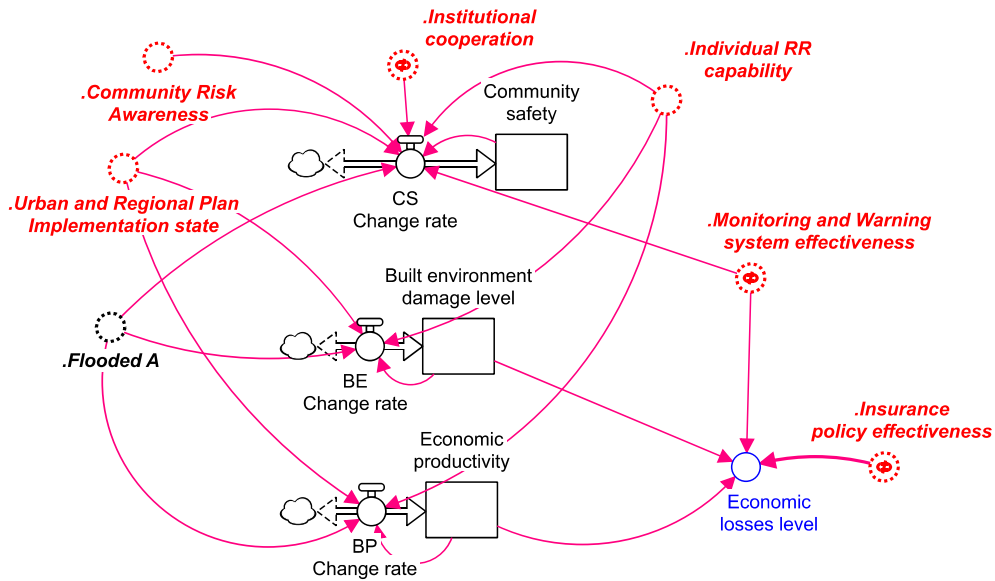 .Institutional
cooperation
.Individual RR
capability
.Community Risk
Awareness
Community
safety
.Urban and Regional Plan
Implementation state
CS
Change rate
.Monitoring and Warning
system effectiveness
Built environment
damage level
.Flooded A
BE
Change rate
.Insurance
policy effectiveness
Economic
productivity
Economic
losses level
BP
Change rate